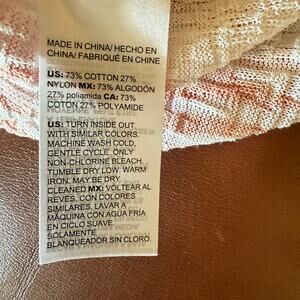 MADE IN CHINA/ HECHO EN
CHINA/ FABRIQUÉ EN CHINE
US: 73% COTTON 27%
NYLON MX: 73% ALGODÓN
27% poliamida CA: 73%
COTON 27% POLYAMIDE
US: TURN INSIDE OUT
WITH SIMILAR COLORS.
MACHINE WASH COLD,
GENTLE CYCLE. ONLY
NON-CHLORINE BLEACH.
TUMBLE DRY LOW. WARM
IRON. MAY BE DRY
CLEANED MX: VOLTEAR AL
REVÉS. CON COLORES
SIMILARES. LAVAR A
MÁQUINA CON AGUA FRÍA
EN CICLO SUAVE
SOLAMENTE
BLANQUEADOR SIN CLORO.